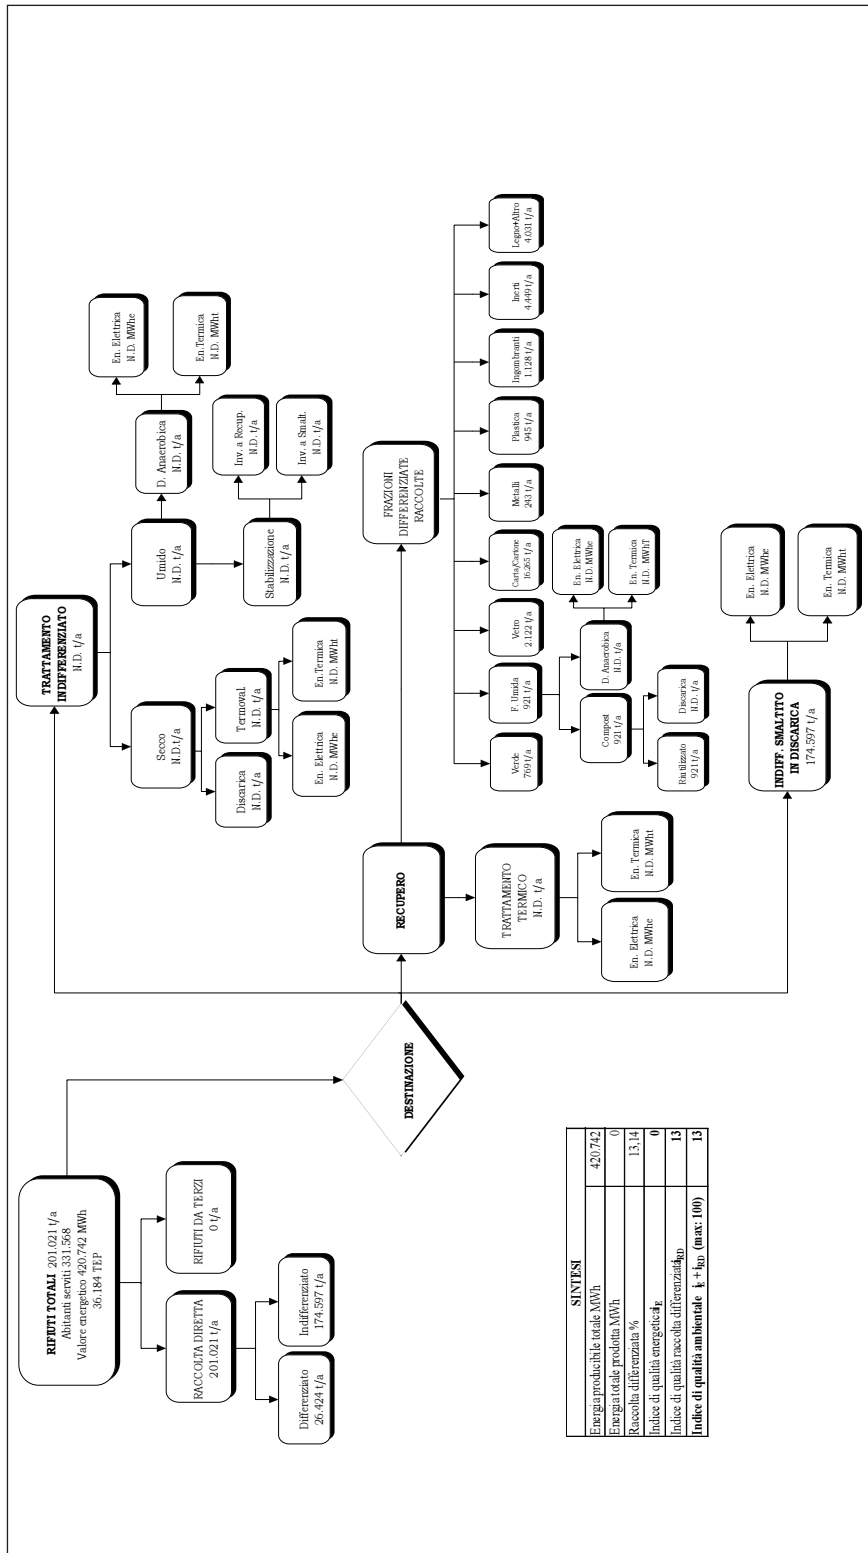 RIFIUTI TOTALI 201.021 t/a
Abitanti serviti 331.568
Valore energetico 420.742 MWh
36.184 TEP
RACCOLTA DIRETTA
201.021 t/a
RIFIUTI DA TERZI
0 t/a
Differenziato
26.424 t/a
Indifferenziato
174.597 t/a
DESTINAZIONE
TRATTAMENTO
INDIFFERENZIATO
N.D. t/a
Secco
N.D.t/a
Umido
N.D. t/a
Discarica
N.D. t/a
Termoval.
N.D. t/a
En. Elettrica
N.D. MWhe
En.Termica
N.D. MWht
D. Anaerobica
N.D. t/a
En. Elettrica
N.D. MWhe
En.Termica
N.D. MWht
Stabilizzazione
N.D. t/a
Inv. a Recup.
N.D. t/a
Inv. a Smalt.
N.D. t/a
RECUPERO
TRATTAMENTO
TERMICO
N.D. t/a
En. Elettrica
N.D. MWhe
En. Termica
N.D. MWht
FRAZIONI
DIFFERENZIATE
RACCOLTE
Verde
769 t/a
F. Umida
921 t/a
Vetro
2.122 t/a
Carta/Cartone
16.265 t/a
Metalli
243 t/a
Plastica
945 t/a
Ingombranti
1.128 t/a
Inerti
4.449 t/a
Legno+Altro
4.031 t/a
Compost
921 t/a
D. Anaerobica
N.D. t/a
En. Elettrica
N.D. MWhe
En. Termica
N.D. MWhT
Riutilizzato
921 t/a
Discarica
N.D. t/a
INDIFF. SMALTITO
IN DISCARICA
174.597 t/a
En. Elettrica
N.D. MWhe
En. Termica
N.D. MWht
SINTESI
Energia producibile totale MWh 420.742
Energia totale prodotta MWh 0
Raccolta differenziata % 13,14
Indice di qualità energetica iE 0
Indice di qualità raccolta differenziata iRD 13
Indice di qualità ambientale iE + iRD (max: 100) 13